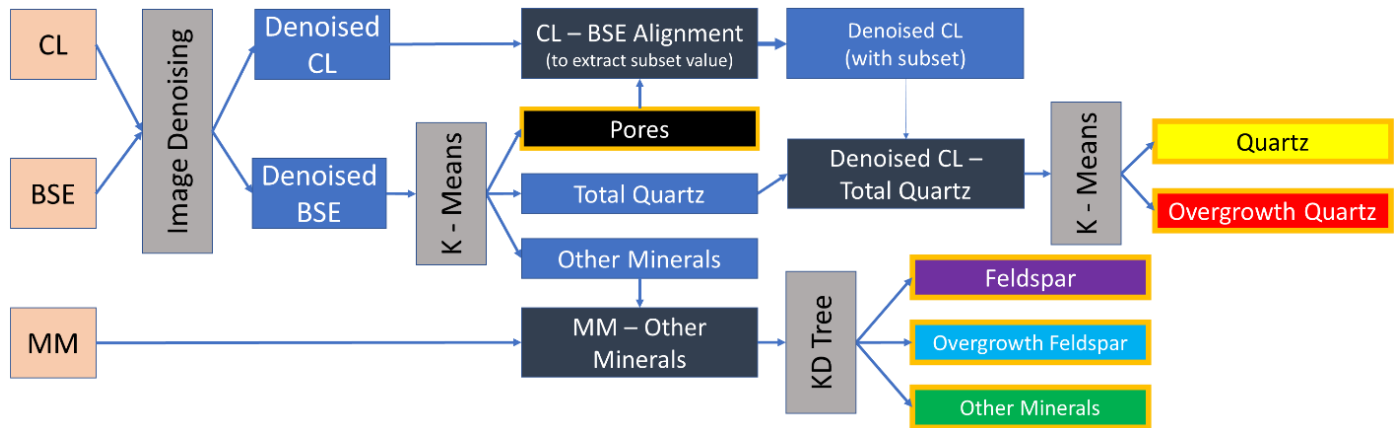 CL
BSE
MM
Image Denoising
Denoised
CL
Denoised
BSE
K - Means
CL – BSE Alignment
(to extract subset value)
Pores
Total Quartz
Other Minerals
MM – Other
Minerals
Denoised CL
(with subset)
Denoised CL –
Total Quartz
KD Tree
K - Means
Quartz
Overgrowth Quartz
Feldspar
Overgrowth Feldspar
Other Minerals